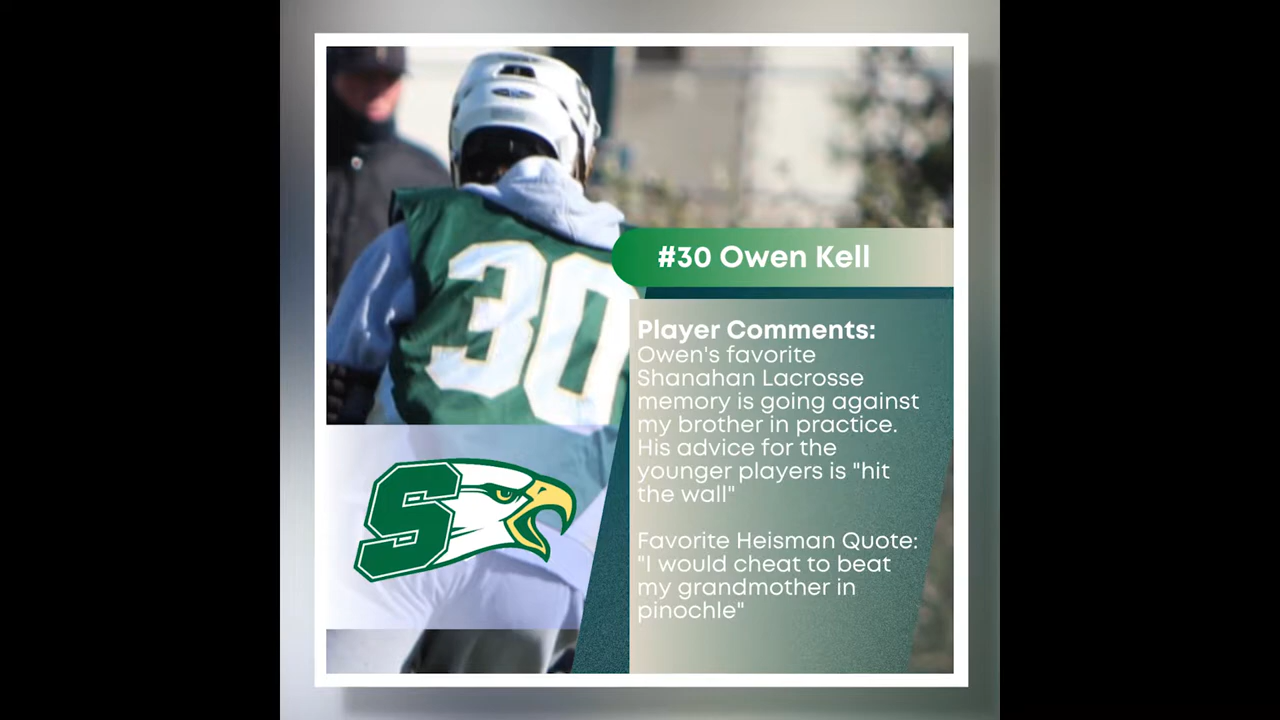 30
#30 Owen Kell
Player Comments:
Owen's favorite
Shanahan Lacrosse
memory is going against
my brother in practice.
His advice for the
younger players is "hit
the wall"
Favorite Heisman Quote:
"I would cheat to beat
my grandmother in
pinochle"
S